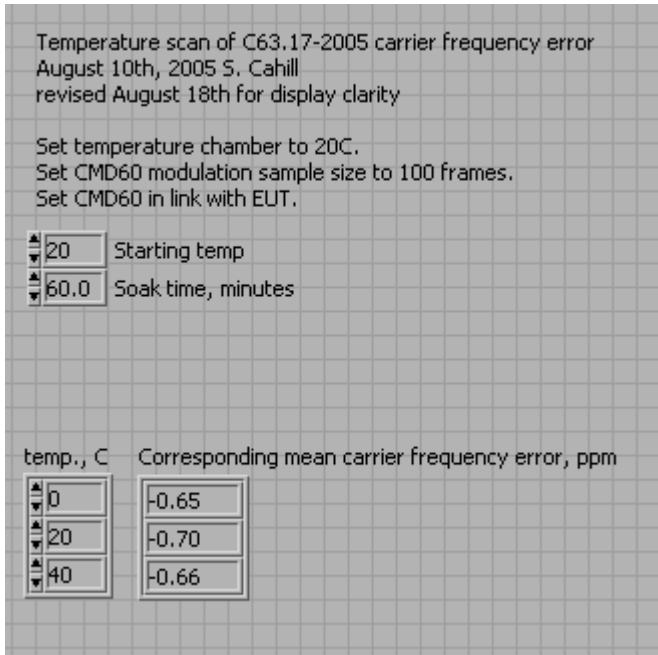 Temperature scan of C63.17-2005 carrier frequency error
August 10th, 2005 S. Cahill
revised August 18th for display clarity
Set temperature chamber to 20C.
Set CMD60 modulation sample size to 100 frames.
Set CMD60 in link with EUT.
20 Starting temp
60.0 Soak time, minutes
temp., C Corresponding mean carrier frequency error, ppm
0 -0.65
20 -0.70
40 -0.66